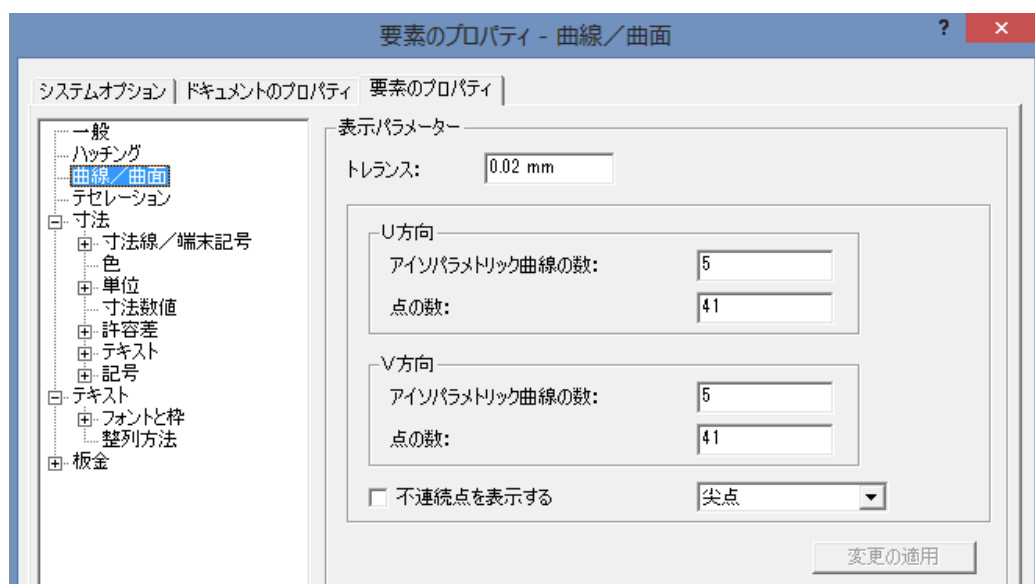 要素のプロパティ - 曲線／曲面
? ×
システムオプション ドキュメントのプロパティ 要素のプロパティ
一般
ハッチング
曲線／曲面
テセレーション
寸法
寸法線／端末記号
色
単位
寸法数値
許容差
テキスト
記号
テキスト
フォントと枠
整列方法
板金
表示パラメーター
トレランス: 0.02 mm
U方向
アイソパラメトリック曲線の数: 5
点の数: 41
V方向
アイソパラメトリック曲線の数: 5
点の数: 41
不連続点を表示する 尖点
変更の適用